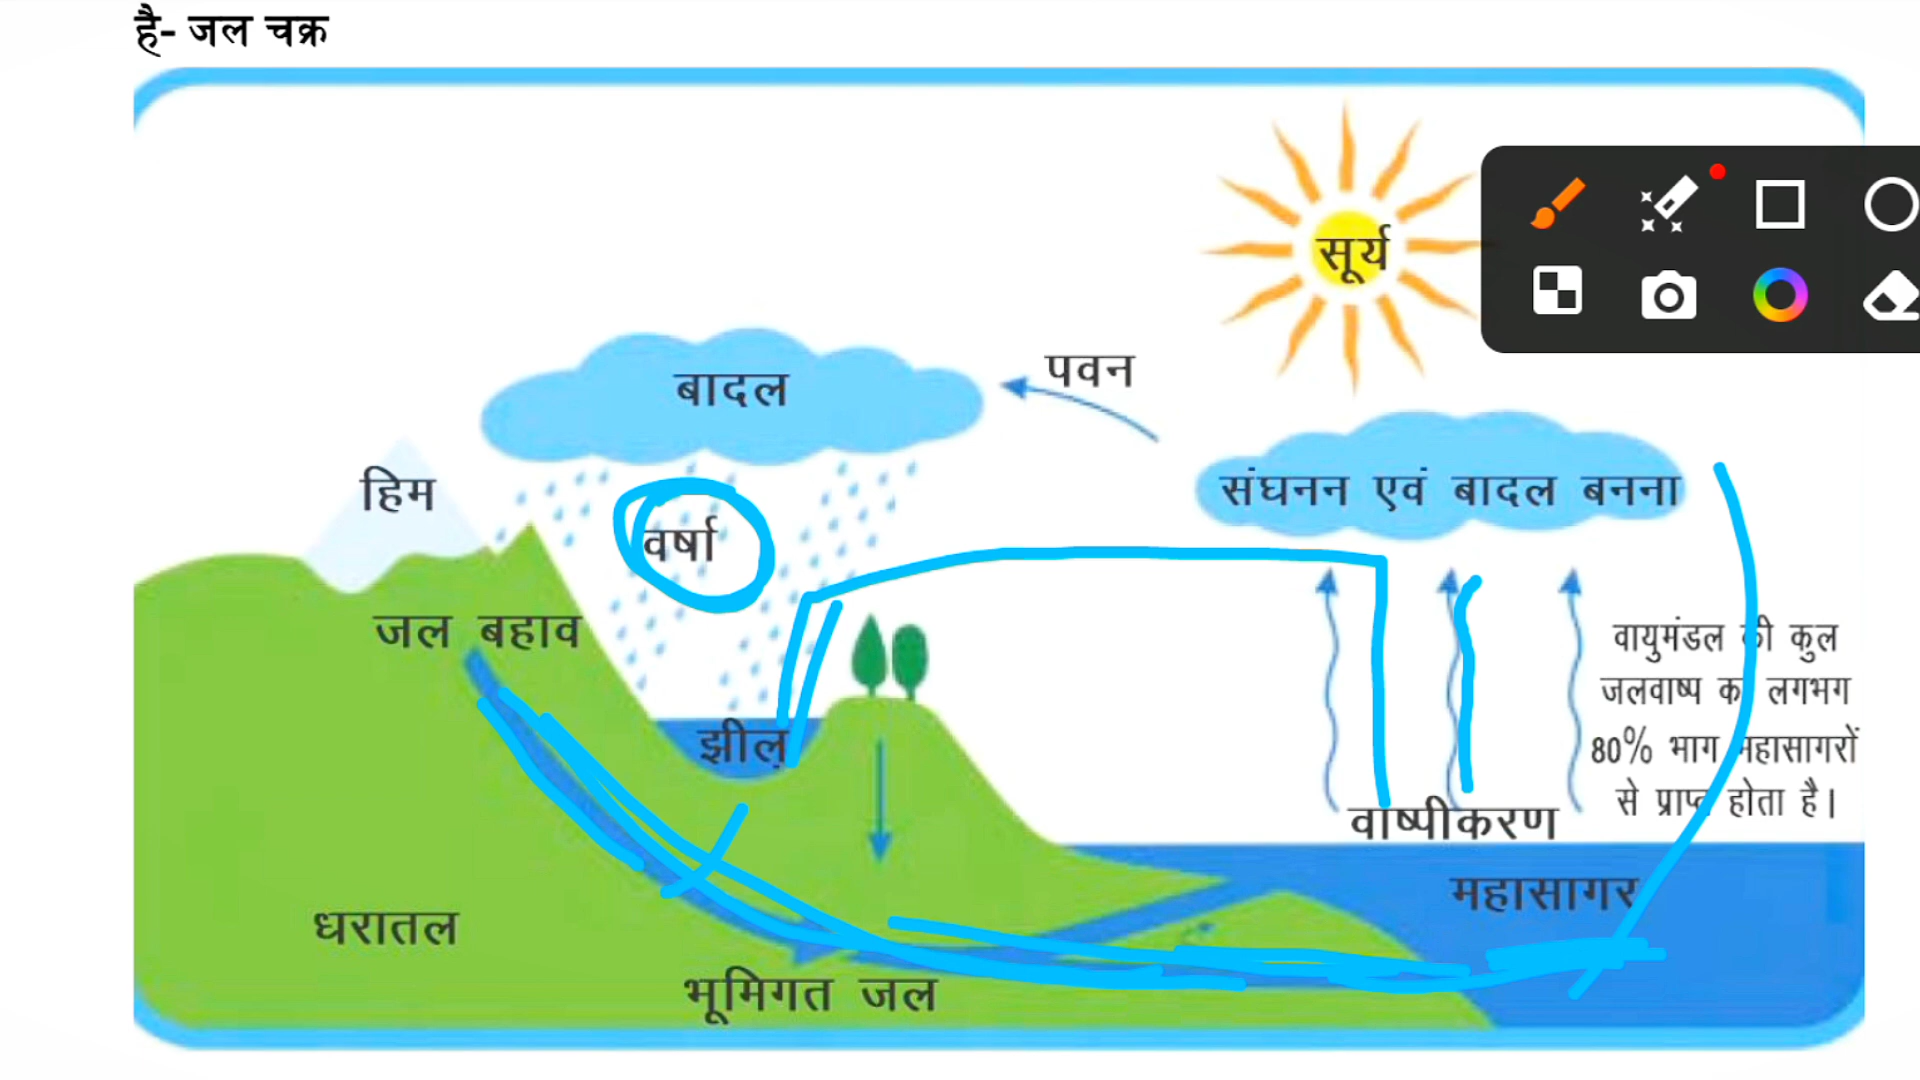 है- जल चक्र
सूर्य
पवन
बादल
हिम
संघनन एवं बादल बनना
वर्षा
जल बहाव
वायुमंडल की कुल
जलवाष्प का लगभग
80% भाग महासागरों
से प्राप्त होता है।
झील
वाष्पीकरण
महासागर
धरातल
भूमिगत जल